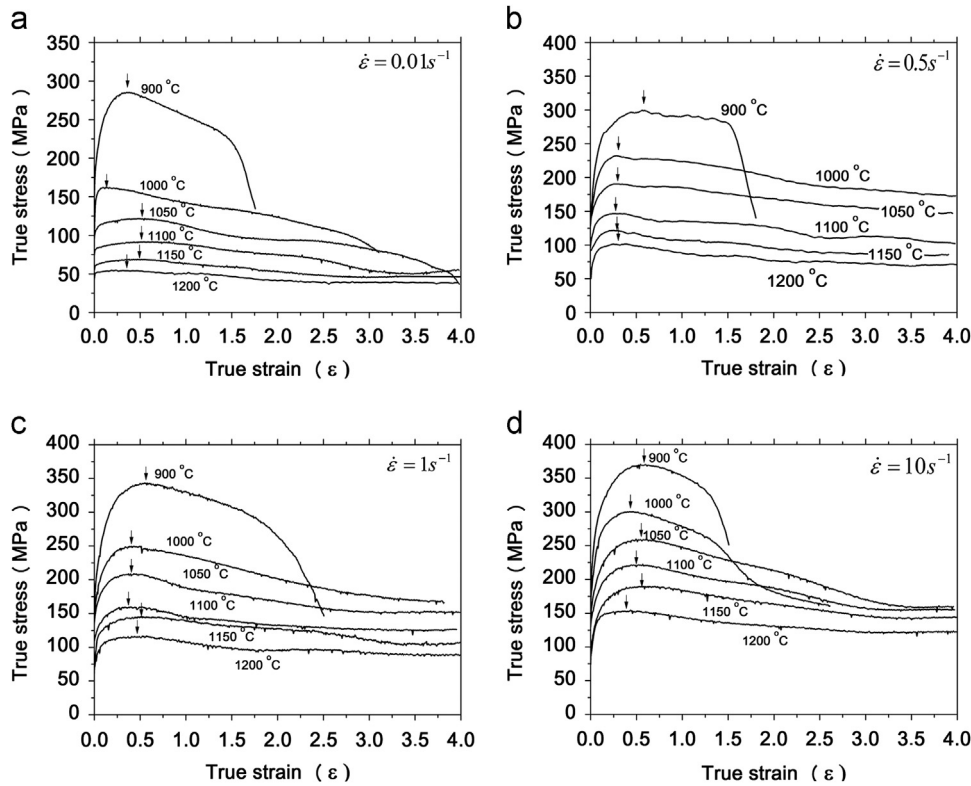 a
350
300
250
200
150
100
50
0
True stress (MPa)
ε̇ = 0.01s⁻¹
900 °C
1000 °C
1050 °C
1100 °C
1150 °C
1200 °C
0.0 0.5 1.0 1.5 2.0 2.5 3.0 3.5 4.0
True strain (ε)
b
400
350
300
250
200
150
100
50
0
True stress (MPa)
ε̇ = 0.5s⁻¹
900 °C
1000 °C
1050 °C
1100 °C
1150 °C
1200 °C
0.0 0.5 1.0 1.5 2.0 2.5 3.0 3.5 4.0
True strain (ε)
c
400
350
300
250
200
150
100
50
0
True stress (MPa)
ε̇ = 1s⁻¹
900 °C
1000 °C
1050 °C
1100 °C
1150 °C
1200 °C
0.0 0.5 1.0 1.5 2.0 2.5 3.0 3.5 4.0
True strain (ε)
d
400
350
300
250
200
150
100
50
0
True stress (MPa)
ε̇ = 10s⁻¹
900 °C
1000 °C
1050 °C
1100 °C
1150 °C
1200 °C
0.0 0.5 1.0 1.5 2.0 2.5 3.0 3.5 4.0
True strain (ε)